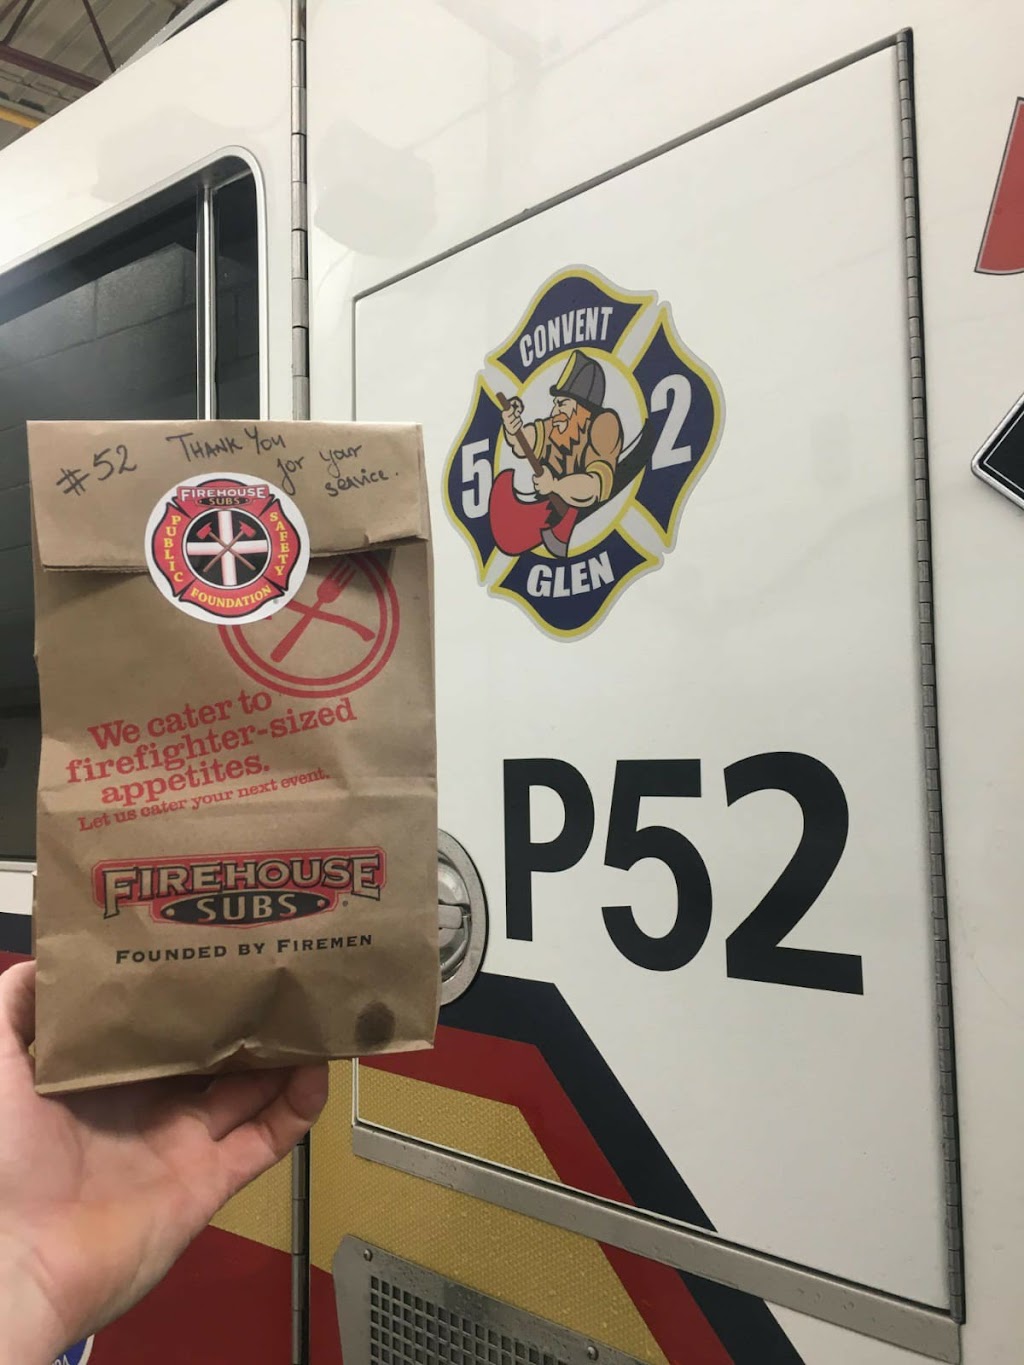 #52 THANK YOU
for your
service.
FIREHOUSE
SUBS
PUBLIC
SAFETY
FOUNDATION
We cater to
firefighter-sized
appetites.
Let us cater your next event.
FIREHOUSE
SUBS
FOUNDED BY FIREMEN
CONVENT
5 2
GLEN
P52